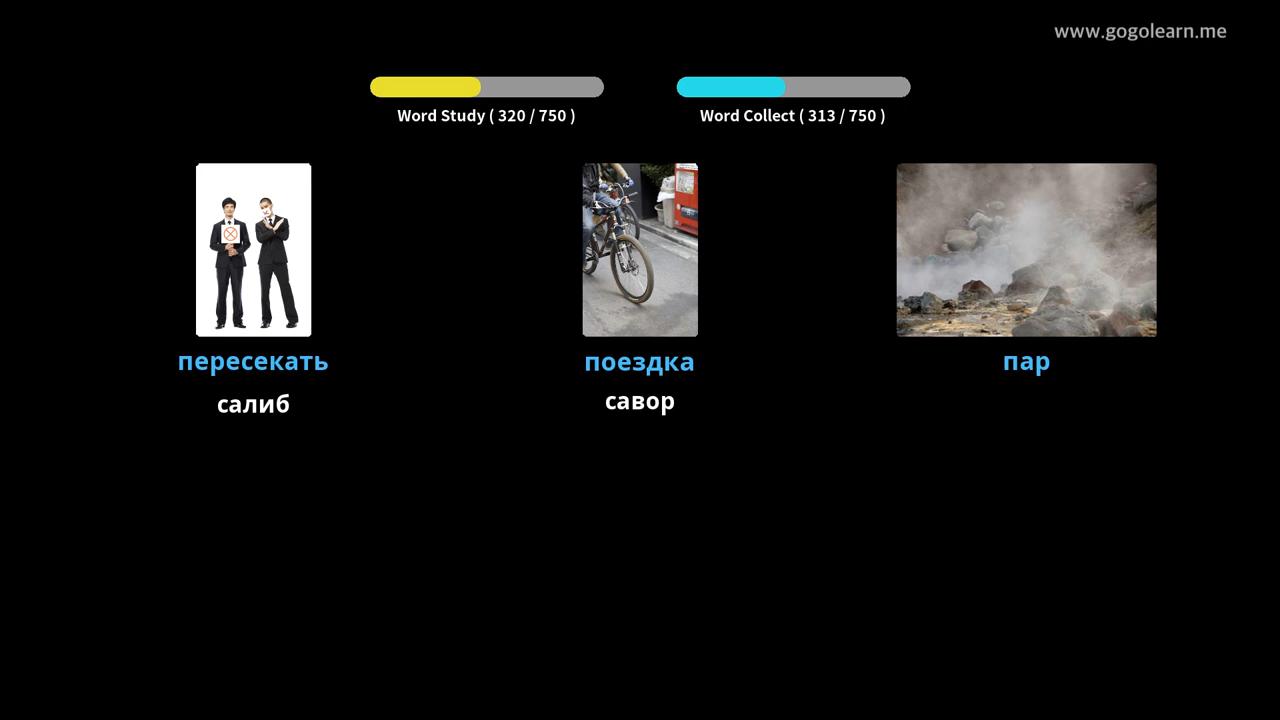 www.gogolearn.me
Word Study ( 320 / 750 )
Word Collect ( 313 / 750 )
пересекать
поездка
пар
салиб
савор